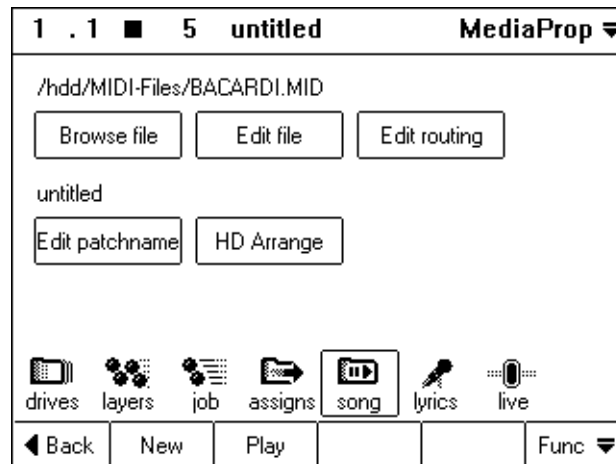 1 .1 5 untitled MediaProp
/hdd/MIDI-Files/BACARDI.MID
Browse file Edit file Edit routing
untitled
Edit patchname HD Arrange
drives layers job assigns song lyrics live
Back New Play Func